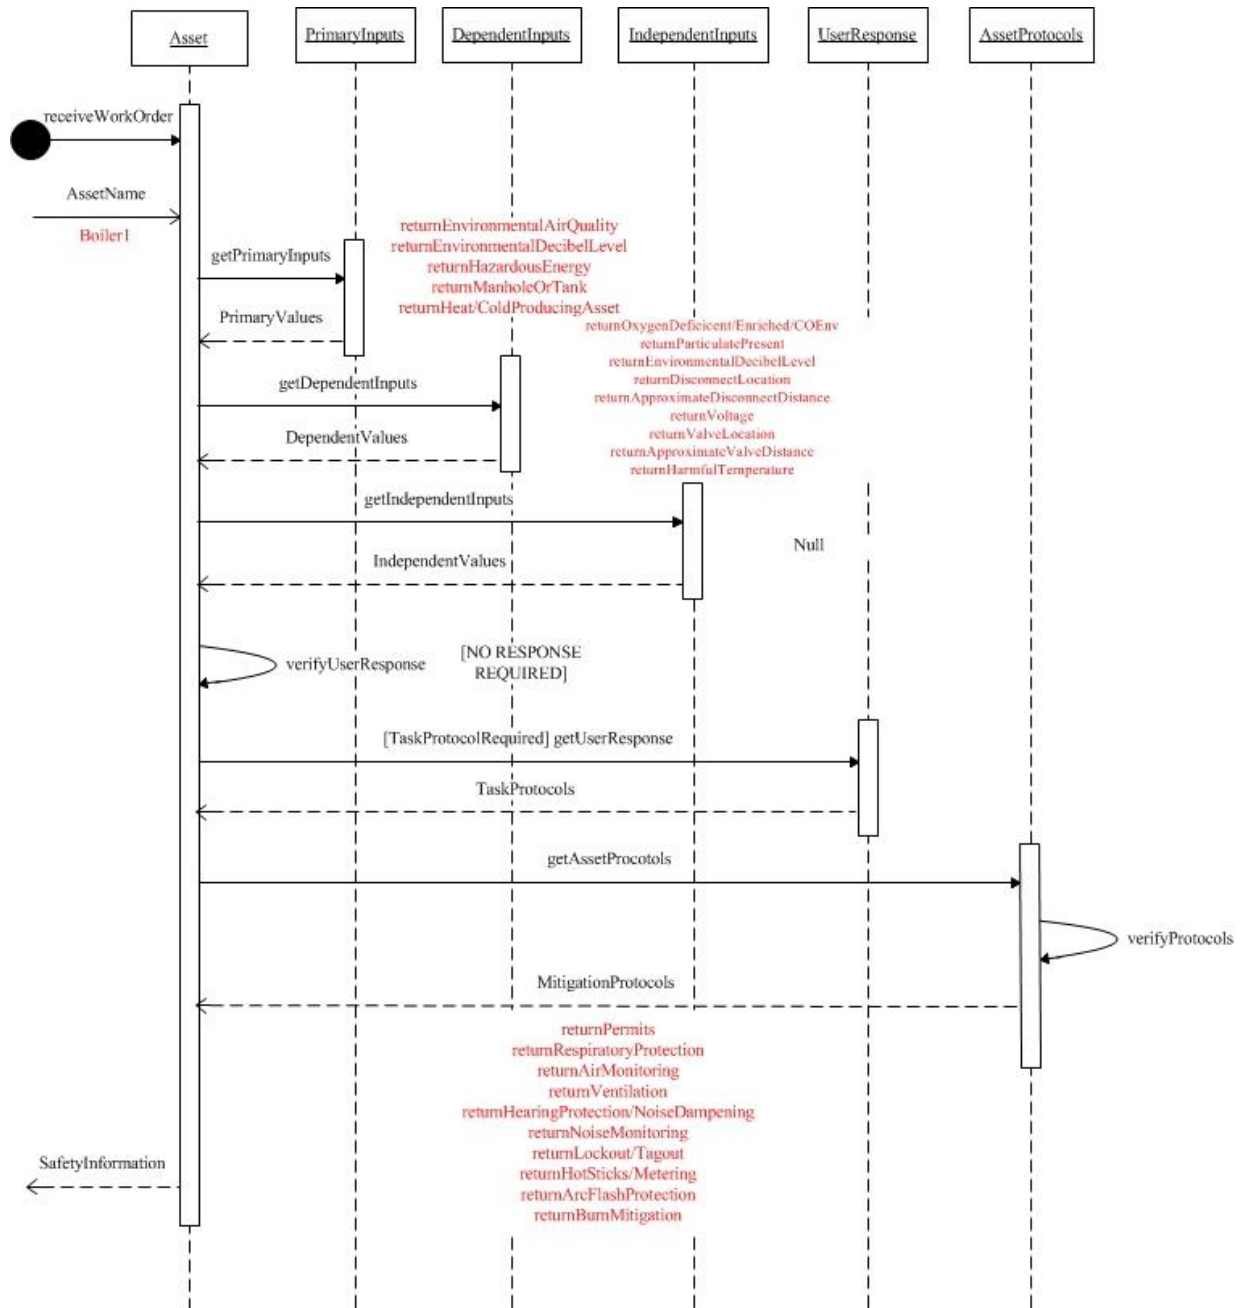 Asset
PrimaryInputs
DependentInputs
IndependentInputs
UserResponse
AssetProtocols
receiveWorkOrder
AssetName
Boiler1
returnEnvironmentalAirQuality
returnEnvironmentalDecibelLevel
returnHazardousEnergy
returnManholeOrTank
returnHeat/ColdProducingAsset
getPrimaryInputs
PrimaryValues
returnOxygenDeficicent/Enriched/COEnv
returnParticulatePresent
returnEnvironmentalDecibelLevel
returnDisconnectLocation
returnApproximateDisconnectDistance
returnVoltage
returnValveLocation
returnApproximateValveDistance
returnHarmfulTemperature
getDependentInputs
DependentValues
getIndependentInputs
Null
IndependentValues
verifyUserResponse
[NO RESPONSE
REQUIRED]
[TaskProtocolRequired] getUserResponse
TaskProtocols
getAssetProcotols
verifyProtocols
MitigationProtocols
returnPermits
returnRespiratoryProtection
returnAirMonitoring
returnVentilation
returnHearingProtection/NoiseDampening
returnNoiseMonitoring
returnLockout/Tagout
returnHotSticks/Metering
returnArcFlashProtection
returnBurnMitigation
SafetyInformation